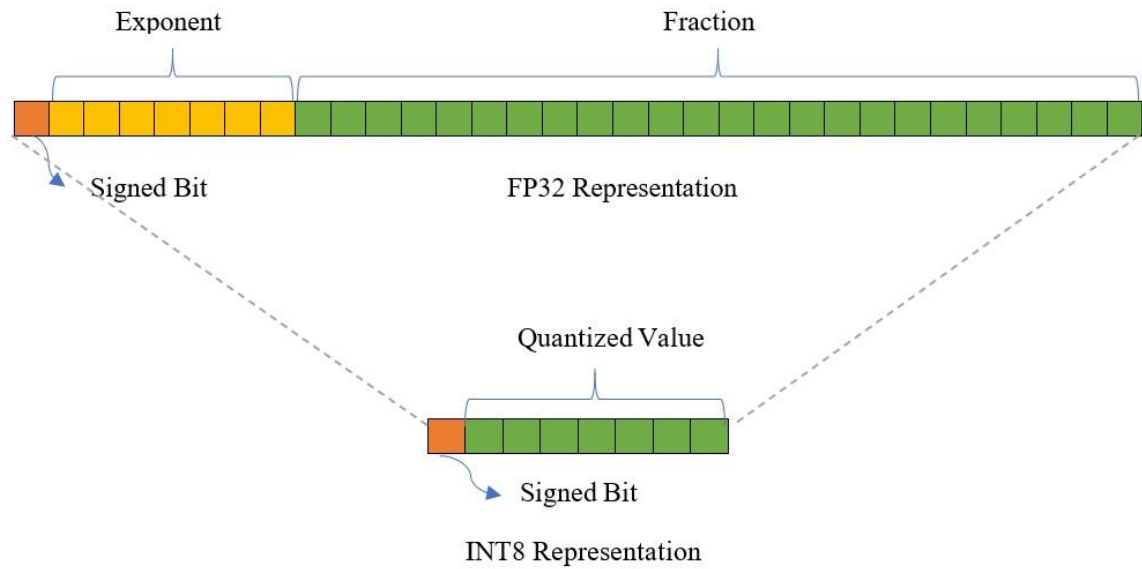 Exponent
Fraction
Signed Bit
FP32 Representation
Quantized Value
Signed Bit
INT8 Representation